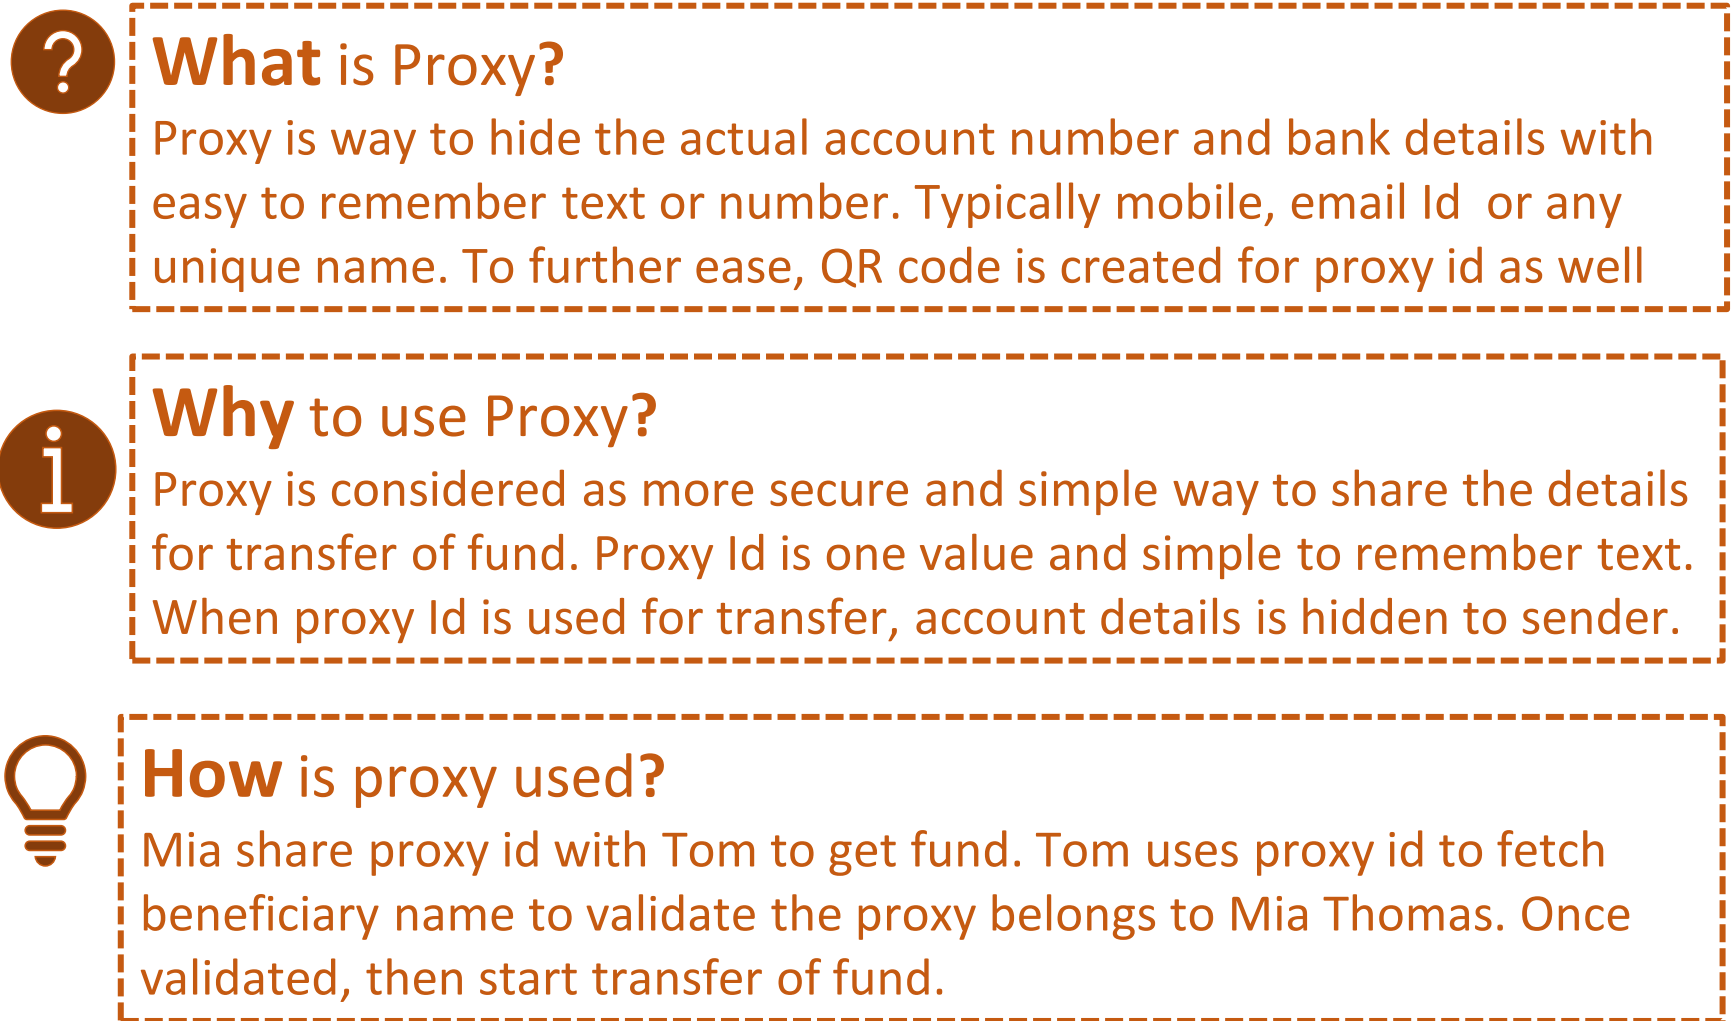 What is Proxy?
Proxy is way to hide the actual account number and bank details with
easy to remember text or number. Typically mobile, email Id  or any
unique name. To further ease, QR code is created for proxy id as well
Why to use Proxy?
Proxy is considered as more secure and simple way to share the details
for transfer of fund. Proxy Id is one value and simple to remember text.
When proxy Id is used for transfer, account details is hidden to sender.
How is proxy used?
Mia share proxy id with Tom to get fund. Tom uses proxy id to fetch
beneficiary name to validate the proxy belongs to Mia Thomas. Once
validated, then start transfer of fund.